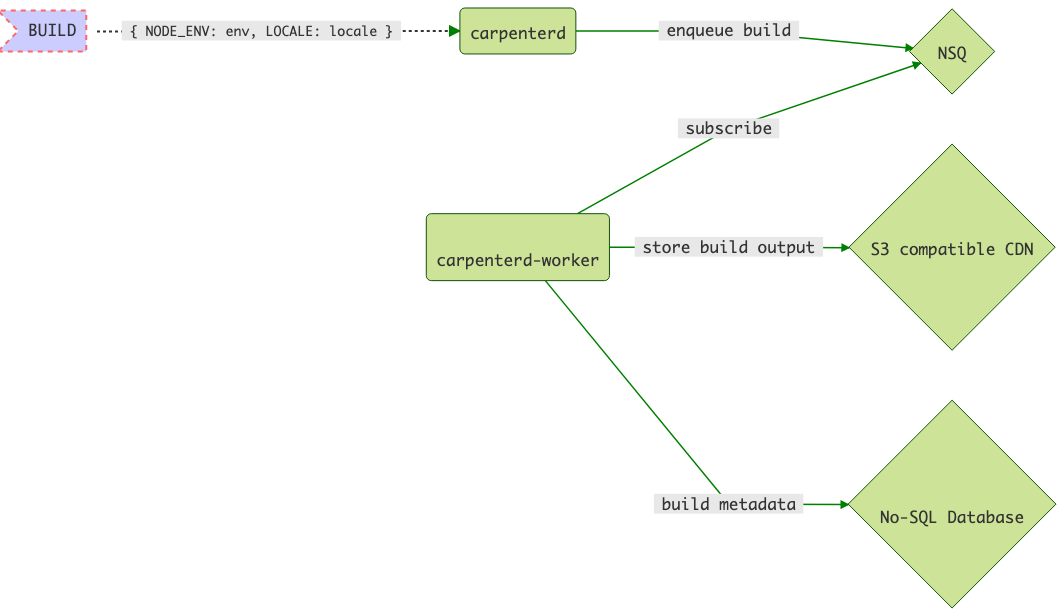 BUILD
{ NODE_ENV: env, LOCALE: locale }
carpenterd
enqueue build
NSQ
subscribe
carpenterd-worker
store build output
S3 compatible CDN
build metadata
No-SQL Database